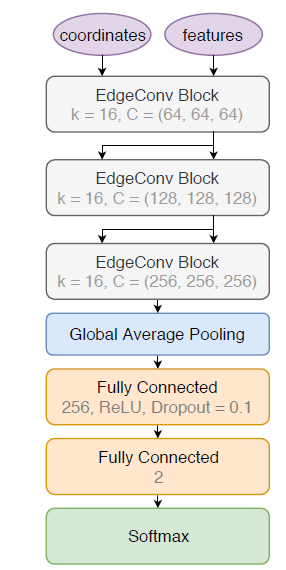 coordinates features
EdgeConv Block
k = 16, C = (64, 64, 64)
EdgeConv Block
k = 16, C = (128, 128, 128)
EdgeConv Block
k = 16, C = (256, 256, 256)
Global Average Pooling
Fully Connected
256, ReLU, Dropout = 0.1
Fully Connected
2
Softmax